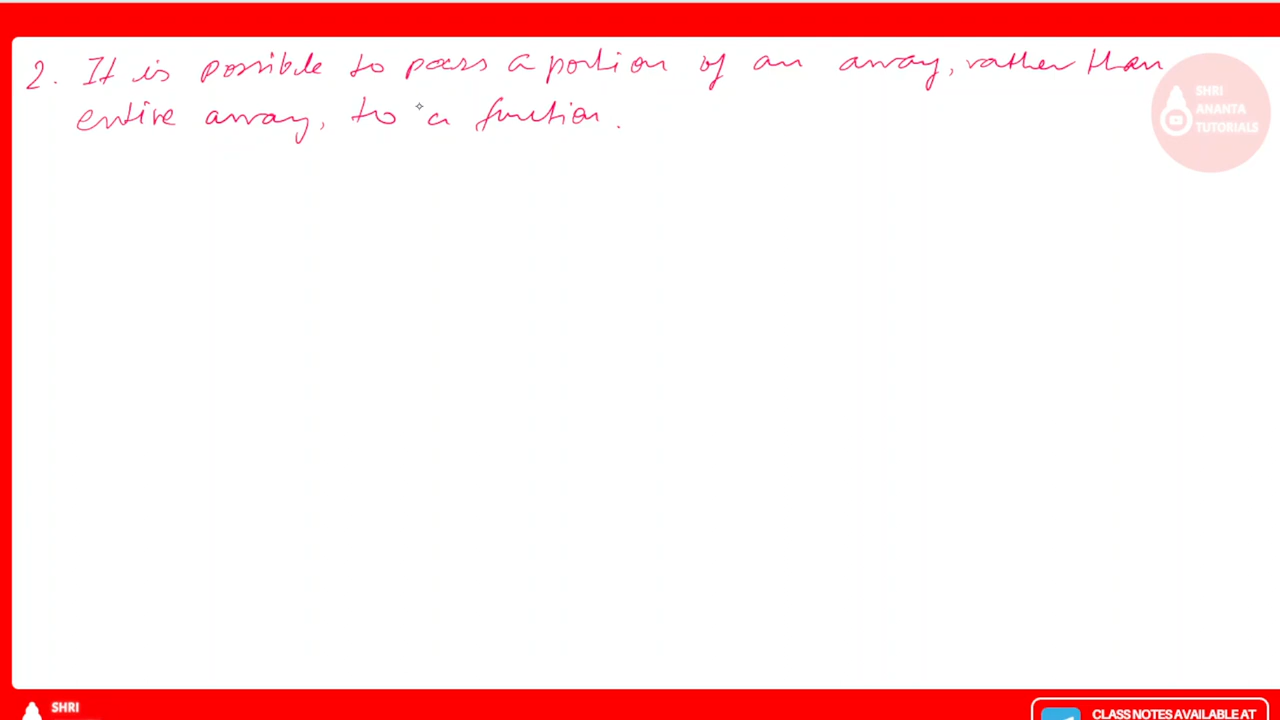 2. It is possible to pass a portion of an array, rather than
entire array, to a function.
SHRI
ANANTA
TUTORIALS
SHRI
CLASS NOTES AVAILABLE AT